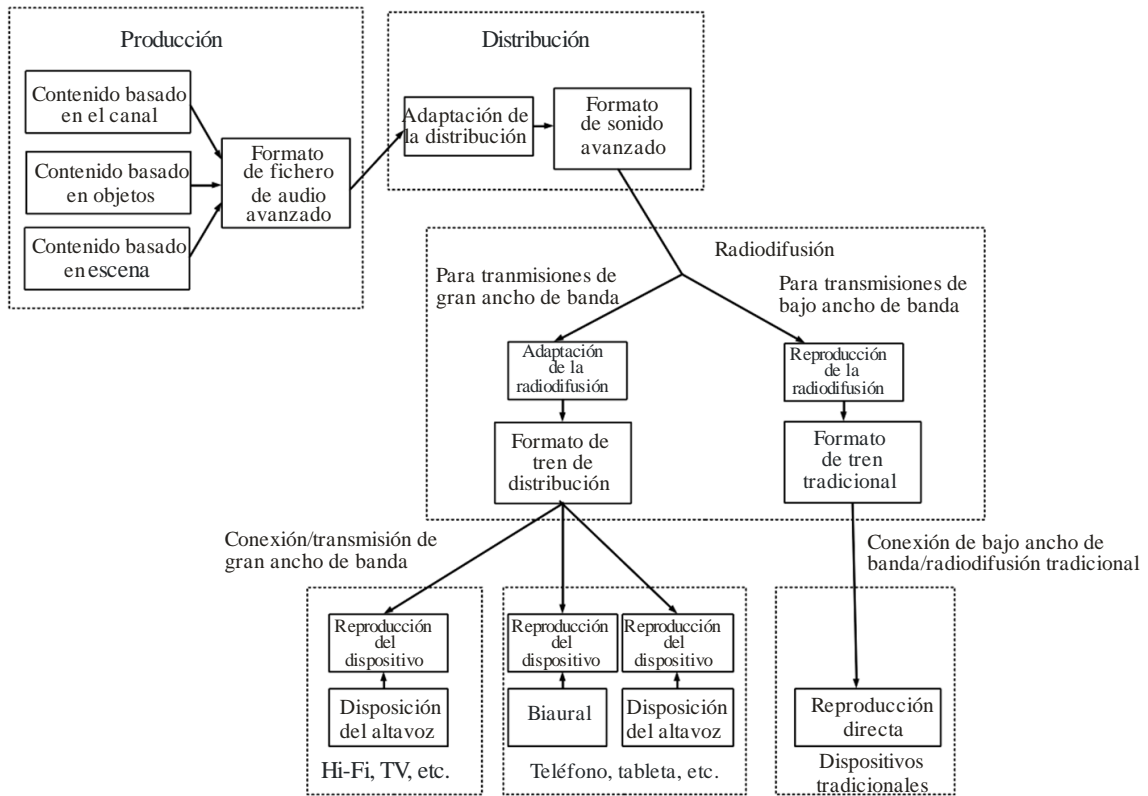 Producción
Contenido basado
en el canal
Contenido basado
en objetos
Contenido basado
en escena
Formato
de fichero
de audio
avanzado
Distribución
Adaptación de
la distribución
Formato
de sonido
avanzado
Radiodifusión
Para tranmisiones de
gran ancho de banda
Para transmisiones de
bajo ancho de banda
Adaptación
de la
radiodifusión
Reproducción
de la
radiodifusión
Formato de
tren de
distribución
Formato
de tren
tradicional
Conexión/transmisión de
gran ancho de banda
Conexión de bajo ancho de
banda/radiodifusión tradicional
Reproducción
del
dispositivo
Disposición
del altavoz
Hi-Fi, TV, etc.
Reproducción
del
dispositivo
Biaural
Reproducción
del
dispositivo
Disposición
del altavoz
Teléfono, tableta, etc.
Reproducción
directa
Dispositivos
tradicionales